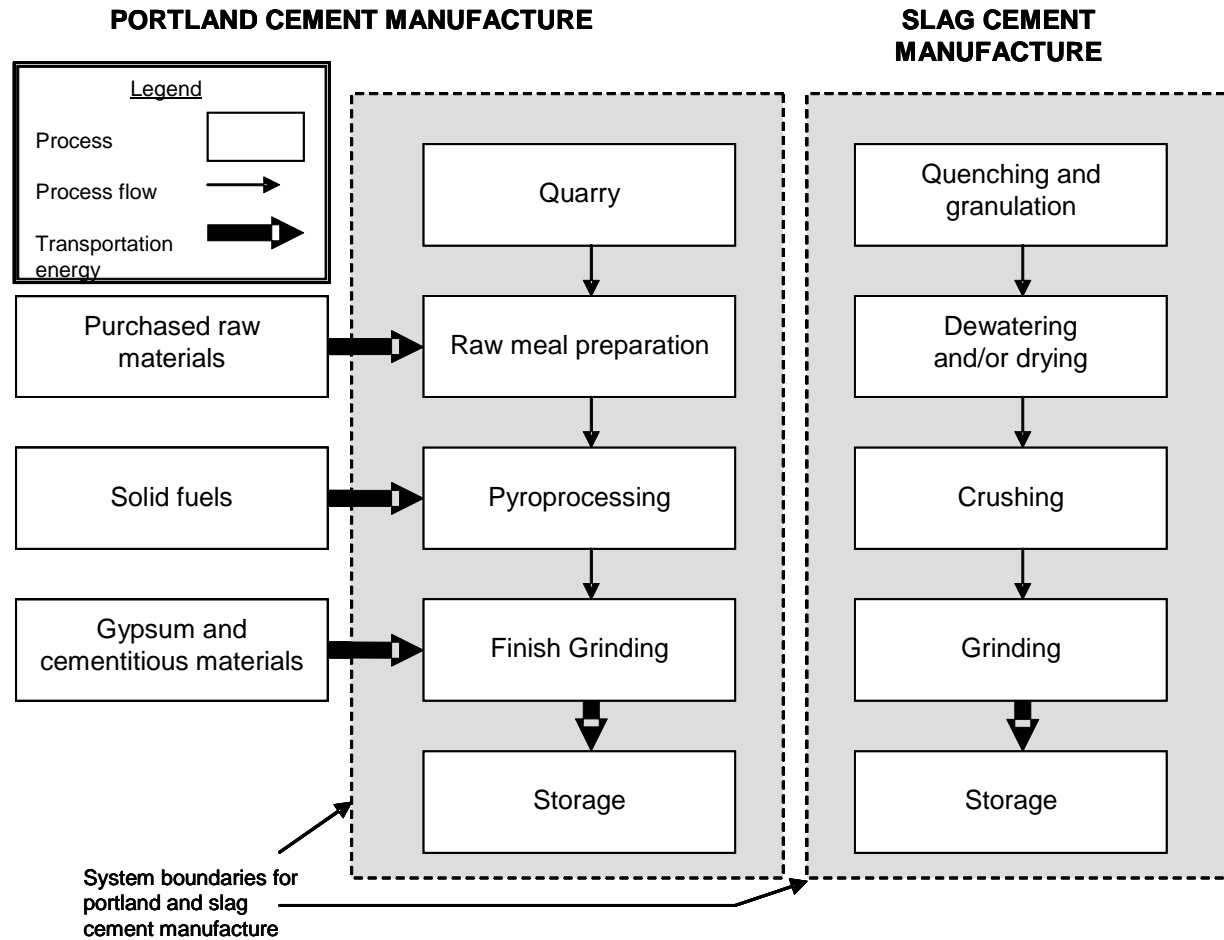 PORTLAND CEMENT MANUFACTURE
SLAG CEMENT
MANUFACTURE
Legend
Process
Process flow
Transportation
energy
Quarry
Quenching and
granulation
Purchased raw
materials
Raw meal preparation
Dewatering
and/or drying
Solid fuels
Pyroprocessing
Crushing
Gypsum and
cementitious materials
Finish Grinding
Grinding
Storage
Storage
System boundaries for
portland and slag
cement manufacture